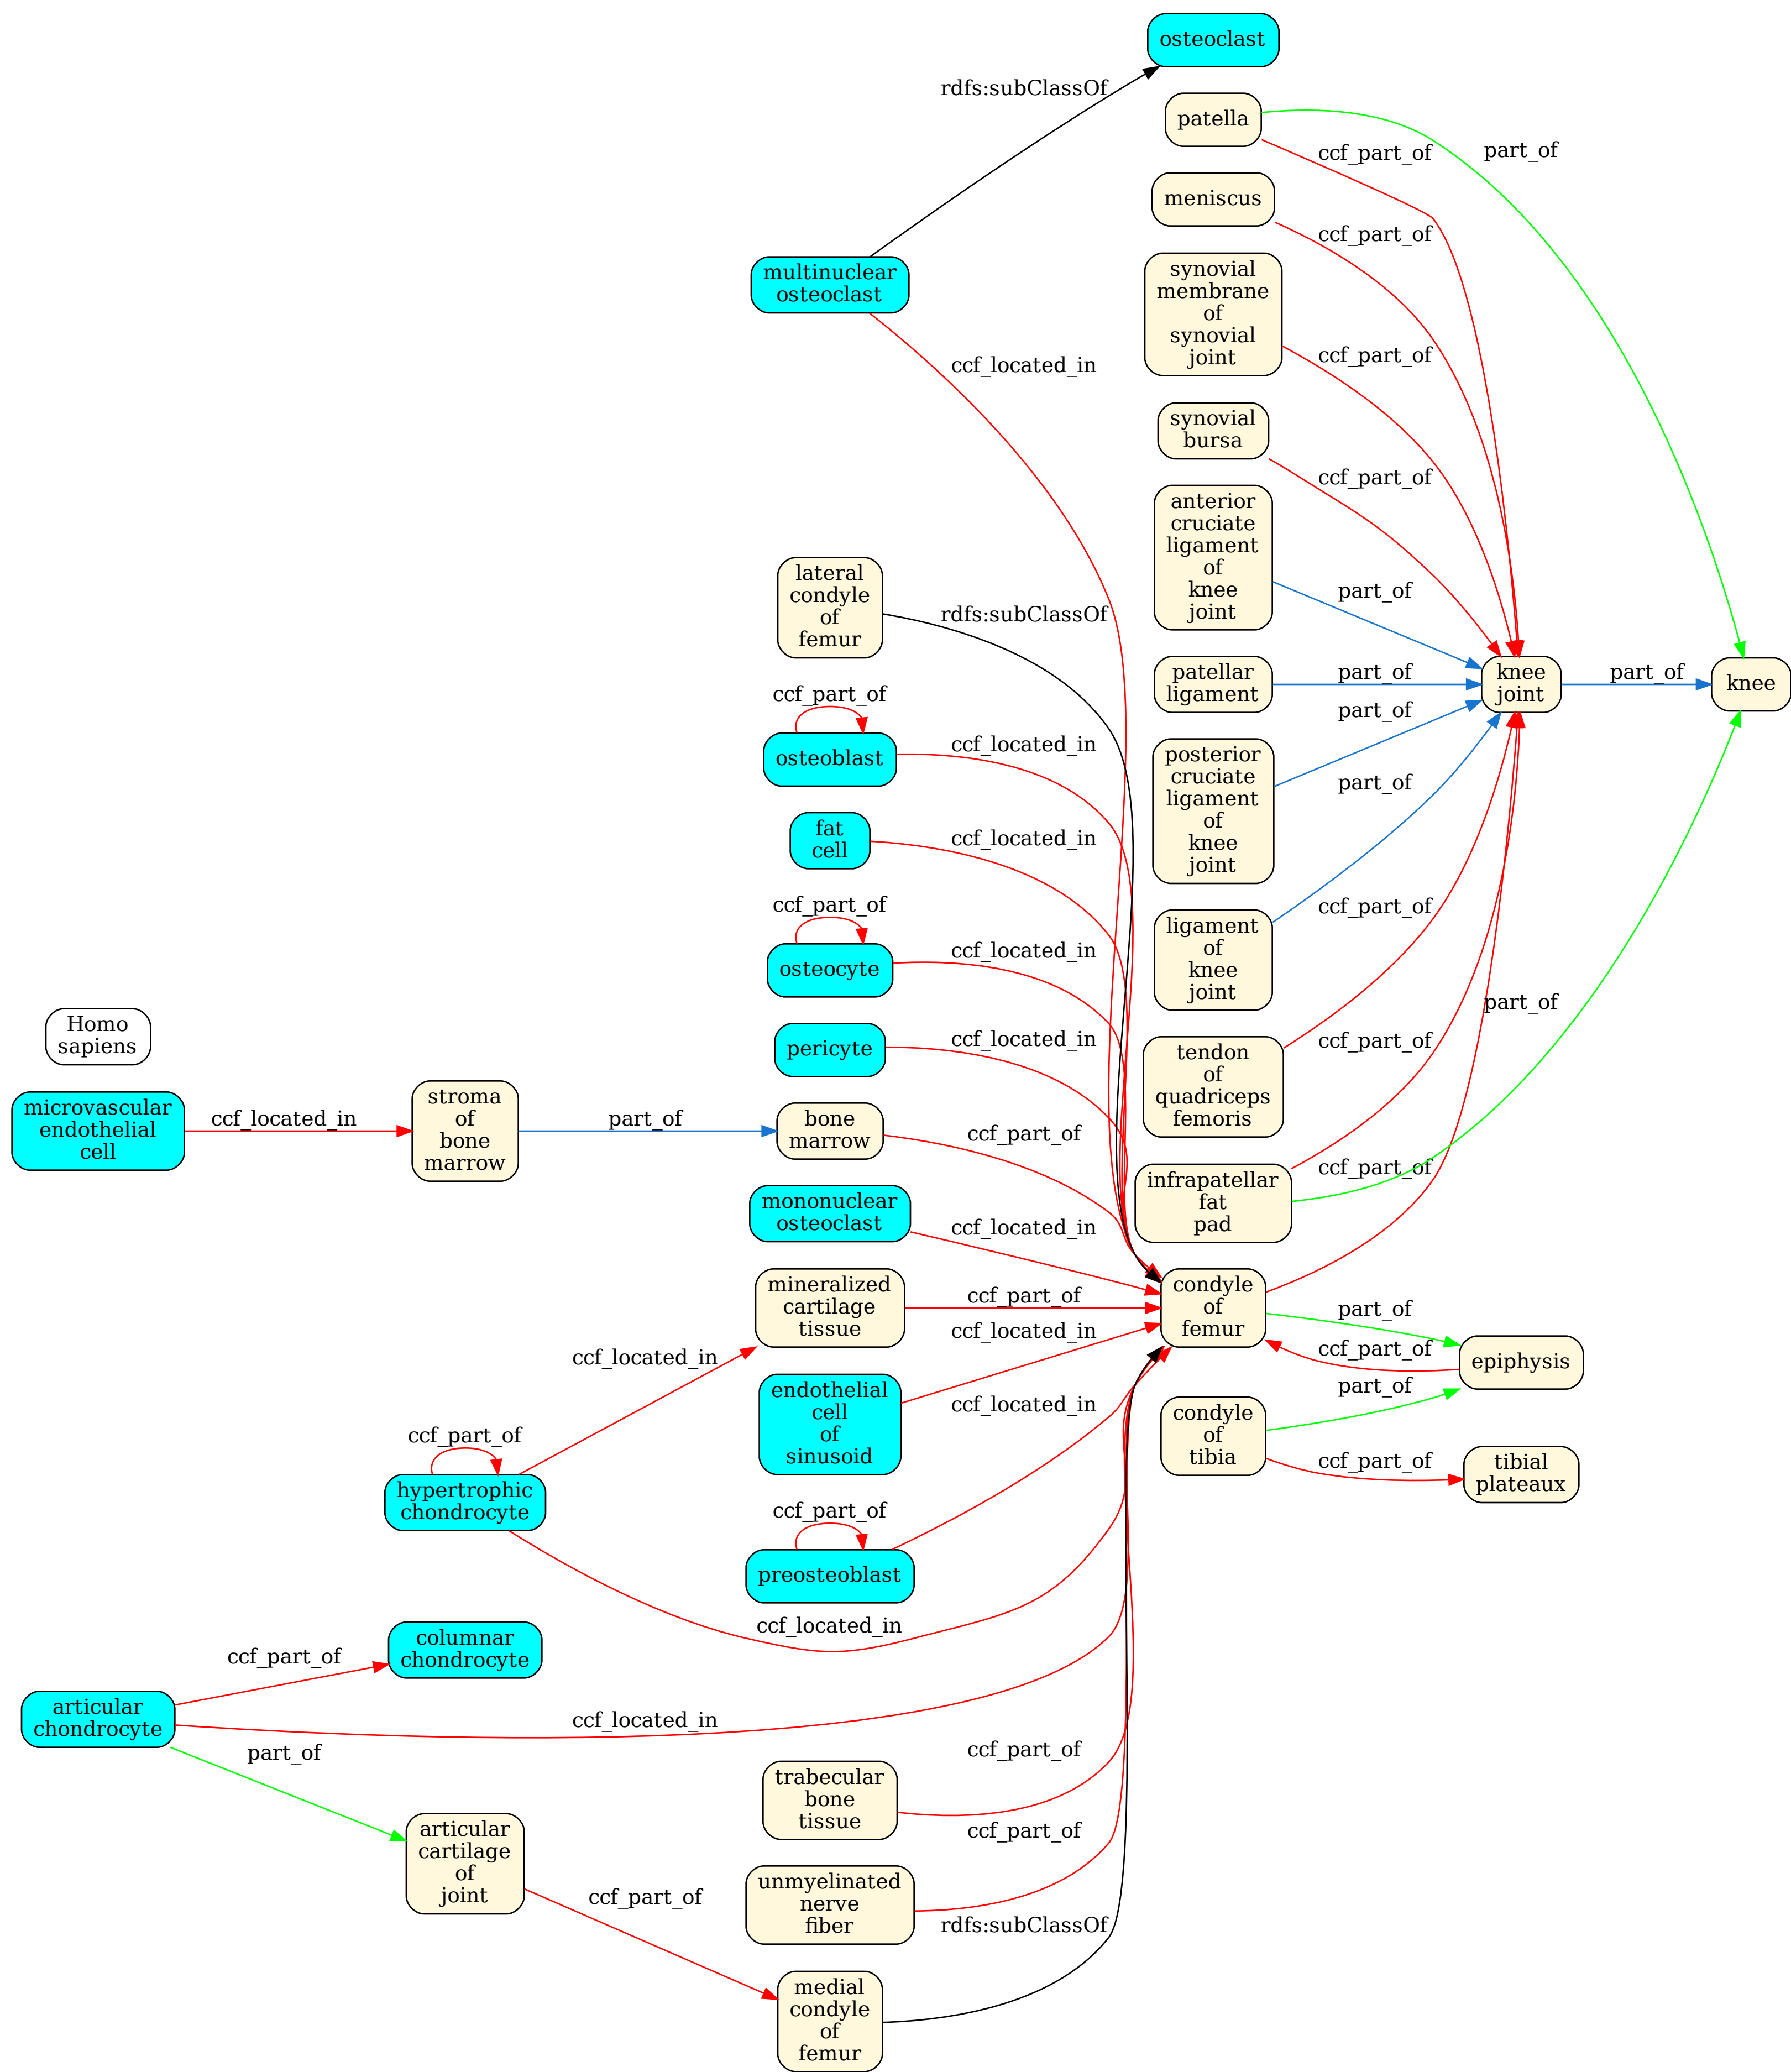 osteoclast
rdfs:subClassOf
patella
part_of
ccf_part_of
meniscus
ccf_part_of
multinuclear
osteoclast
synovial
membrane
of
synovial
joint
ccf_part_of
ccf_located_in
synovial
bursa
ccf_part_of
anterior
cruciate
ligament
of
knee
joint
part_of
lateral
condyle
of
femur
rdfs:subClassOf
patellar
ligament
part_of
knee
joint
part_of
knee
ccf_part_of
osteoblast
ccf_located_in
part_of
posterior
cruciate
ligament
of
knee
joint
part_of
fat
cell
ccf_located_in
ccf_part_of
osteocyte
ccf_located_in
ligament
of
knee
joint
ccf_part_of
part_of
Homo
sapiens
pericyte
ccf_located_in
tendon
of
quadriceps
femoris
ccf_part_of
microvascular
endothelial
cell
ccf_located_in
stroma
of
bone
marrow
part_of
bone
marrow
ccf_part_of
infrapatellar
fat
pad
ccf_part_of
mononuclear
osteoclast
ccf_located_in
mineralized
cartilage
tissue
ccf_part_of
condyle
of
femur
part_of
ccf_part_of
epiphysis
ccf_located_in
ccf_located_in
endothelial
cell
of
sinusoid
ccf_located_in
part_of
condyle
of
tibia
ccf_part_of
tibial
plateaux
ccf_part_of
hypertrophic
chondrocyte
ccf_part_of
preosteoblast
ccf_located_in
columnar
chondrocyte
ccf_part_of
articular
chondrocyte
ccf_located_in
part_of
trabecular
bone
tissue
ccf_part_of
articular
cartilage
of
joint
ccf_part_of
unmyelinated
nerve
fiber
ccf_part_of
rdfs:subClassOf
medial
condyle
of
femur